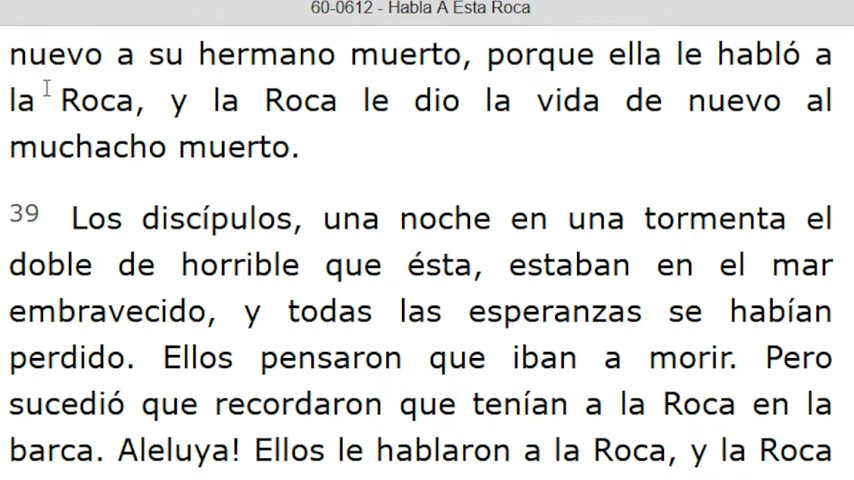 60-0612 - Habla A Esta Roca
nuevo a su hermano muerto, porque ella le habló a
la Roca, y la Roca le dio la vida de nuevo al
muchacho muerto.
39 Los discípulos, una noche en una tormenta el
doble de horrible que ésta, estaban en el mar
embravecido, y todas las esperanzas se habían
perdido. Ellos pensaron que iban a morir. Pero
sucedió que recordaron que tenían a la Roca en la
barca. Aleluya! Ellos le hablaron a la Roca, y la Roca